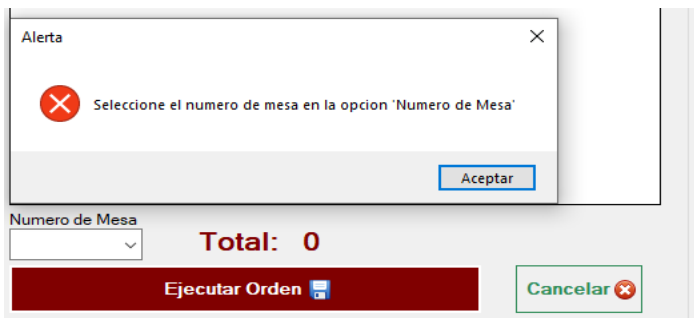 Alerta
Seleccione el numero de mesa en la opcion 'Numero de Mesa'
Aceptar
Numero de Mesa
Total: 0
Ejecutar Orden
Cancelar